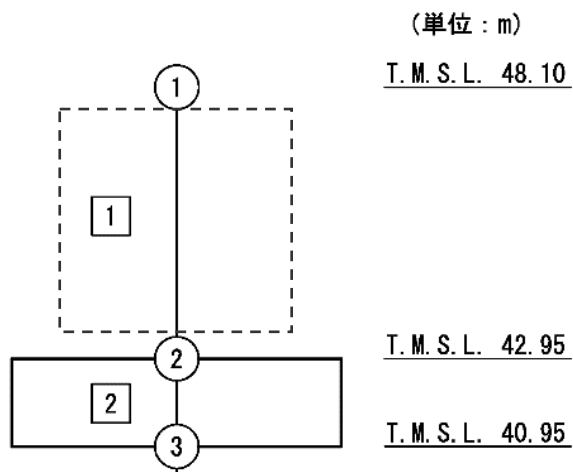 (単位:m)
① T.M.S.L. 48.10
1
② T.M.S.L. 42.95
2
③ T.M.S.L. 40.95